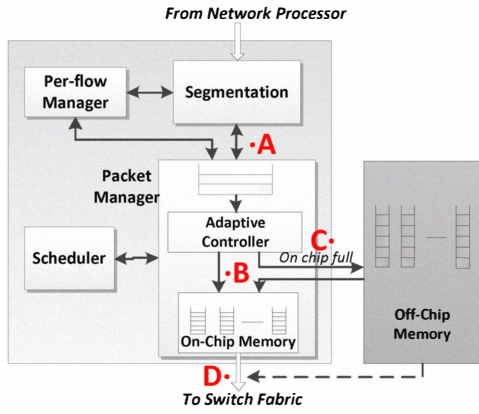 From Network Processor
Per-flow
Manager
Segmentation
·A
Packet
Manager
Adaptive
Controller
C·
On chip full
Scheduler
·B
On-Chip Memory
Off-Chip
Memory
D·
To Switch Fabric